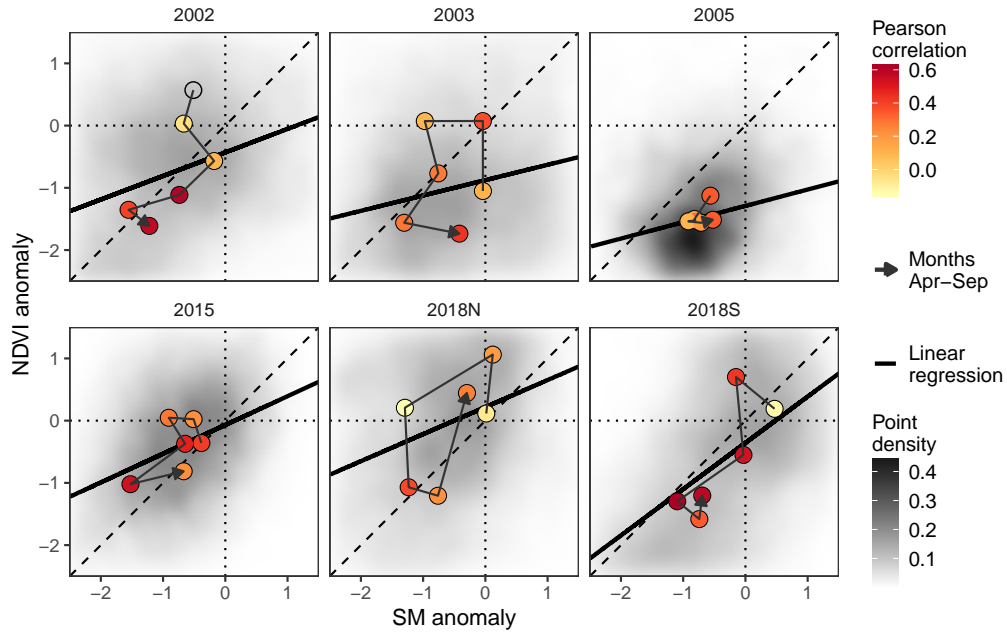 2002
2003
2005
1
0
−1
−2
2015
2018N
2018S
1
0
−1
−2
−2
−1
0
1
−2
−1
0
1
−2
−1
0
1
NDVI anomaly
SM anomaly
Pearson
correlation
0.6
0.4
0.2
0.0
Months
Apr−Sep
Linear
regression
Point
density
0.4
0.3
0.2
0.1